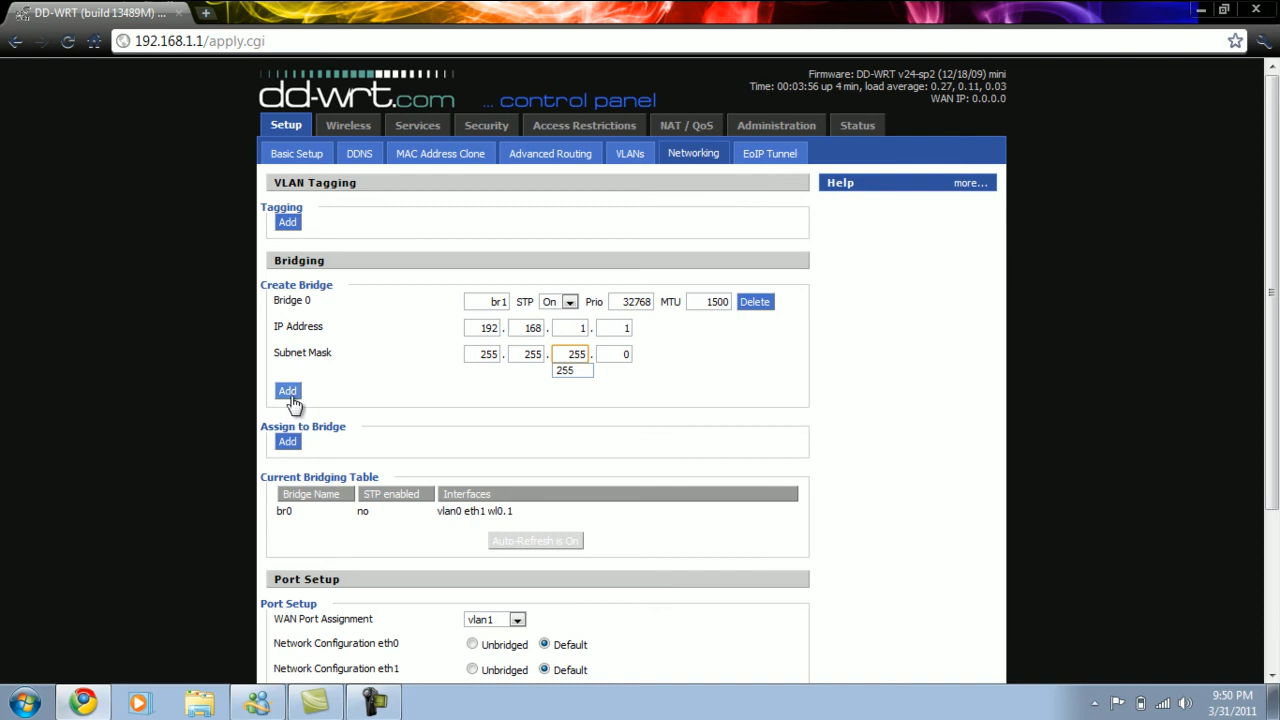 DD-WRT (build 13489M) ...
192.168.1.1/apply.cgi
dd-wrt.com ... control panel
Firmware: DD-WRT v24-sp2 (12/18/09) mini
Time: 00:03:56 up 4 min, load average: 0.27, 0.11, 0.03
WAN IP: 0.0.0.0
Setup Wireless Services Security Access Restrictions NAT / QoS Administration Status
Basic Setup DDNS MAC Address Clone Advanced Routing VLANs Networking EoIP Tunnel
VLAN Tagging
Help more...
Tagging
Add
Bridging
Create Bridge
Bridge 0 br1 STP On Prio 32768 MTU 1500 Delete
IP Address 192 . 168 . 1 . 1
Subnet Mask 255 . 255 . 255 . 0
255
Add
Assign to Bridge
Add
Current Bridging Table
Bridge Name STP enabled Interfaces
br0 no vlan0 eth1 wl0.1
Auto-Refresh is On
Port Setup
Port Setup
WAN Port Assignment vlan1
Network Configuration eth0 Unbridged Default
Network Configuration eth1 Unbridged Default
9:50 PM
3/31/2011